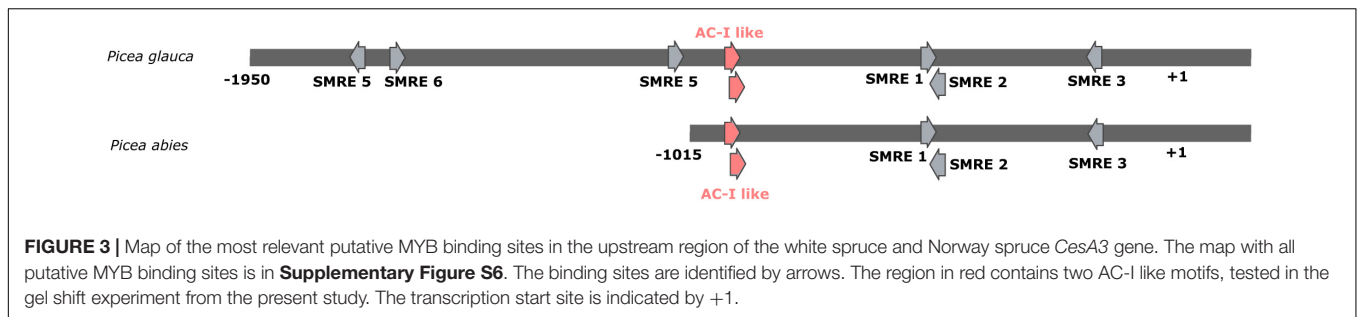 AC-I like
Picea glauca
-1950
SMRE 5
SMRE 6
SMRE 5
SMRE 1
SMRE 2
SMRE 3
+1
Picea abies
-1015
SMRE 1
SMRE 2
SMRE 3
+1
AC-I like
FIGURE 3 | Map of the most relevant putative MYB binding sites in the upstream region of the white spruce and Norway spruce CesA3 gene. The map with all
putative MYB binding sites is in Supplementary Figure S6. The binding sites are identified by arrows. The region in red contains two AC-I like motifs, tested in the
gel shift experiment from the present study. The transcription start site is indicated by +1.